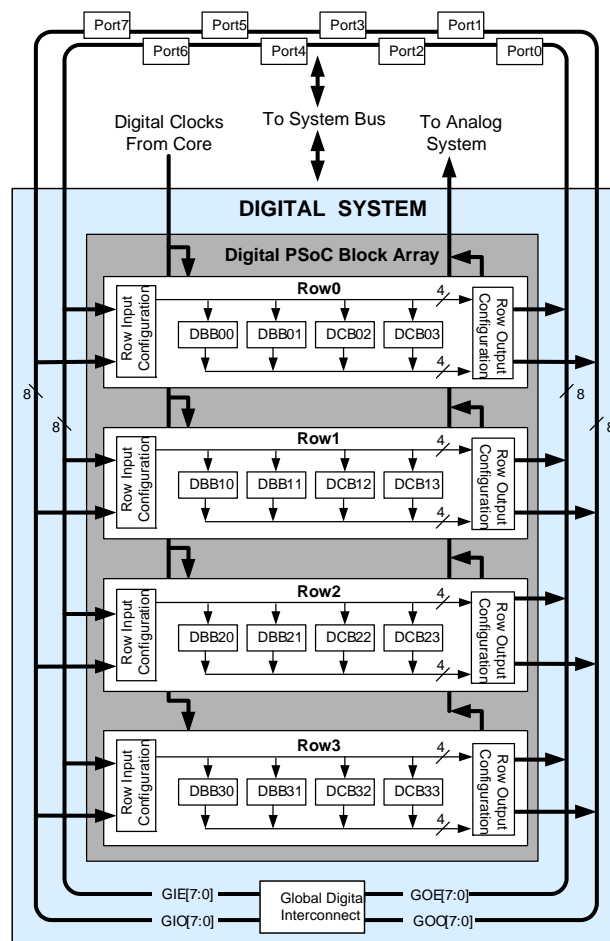 Port7
Port5
Port3
Port1
Port6
Port4
Port2
Port0
Digital Clocks
From Core
To System Bus
To Analog
System
DIGITAL SYSTEM
Digital PSoC Block Array
Row0
4
Row Input
Configuration
DBB00
DBB01
DCB02
DCB03
4
Row Output
Configuration
8
8
8
8
Row1
4
Row Input
Configuration
DBB10
DBB11
DCB12
DCB13
4
Row Output
Configuration
Row2
4
Row Input
Configuration
DBB20
DBB21
DCB22
DCB23
4
Row Output
Configuration
Row3
4
Row Input
Configuration
DBB30
DBB31
DCB32
DCB33
4
Row Output
Configuration
GIE[7:0]
GIO[7:0]
Global Digital
Interconnect
GOE[7:0]
GOO[7:0]